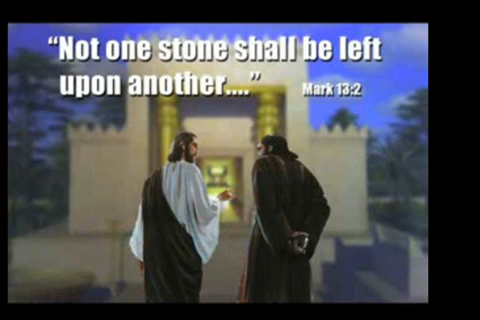 “Not one stone shall be left
upon another....”
Mark 13:2